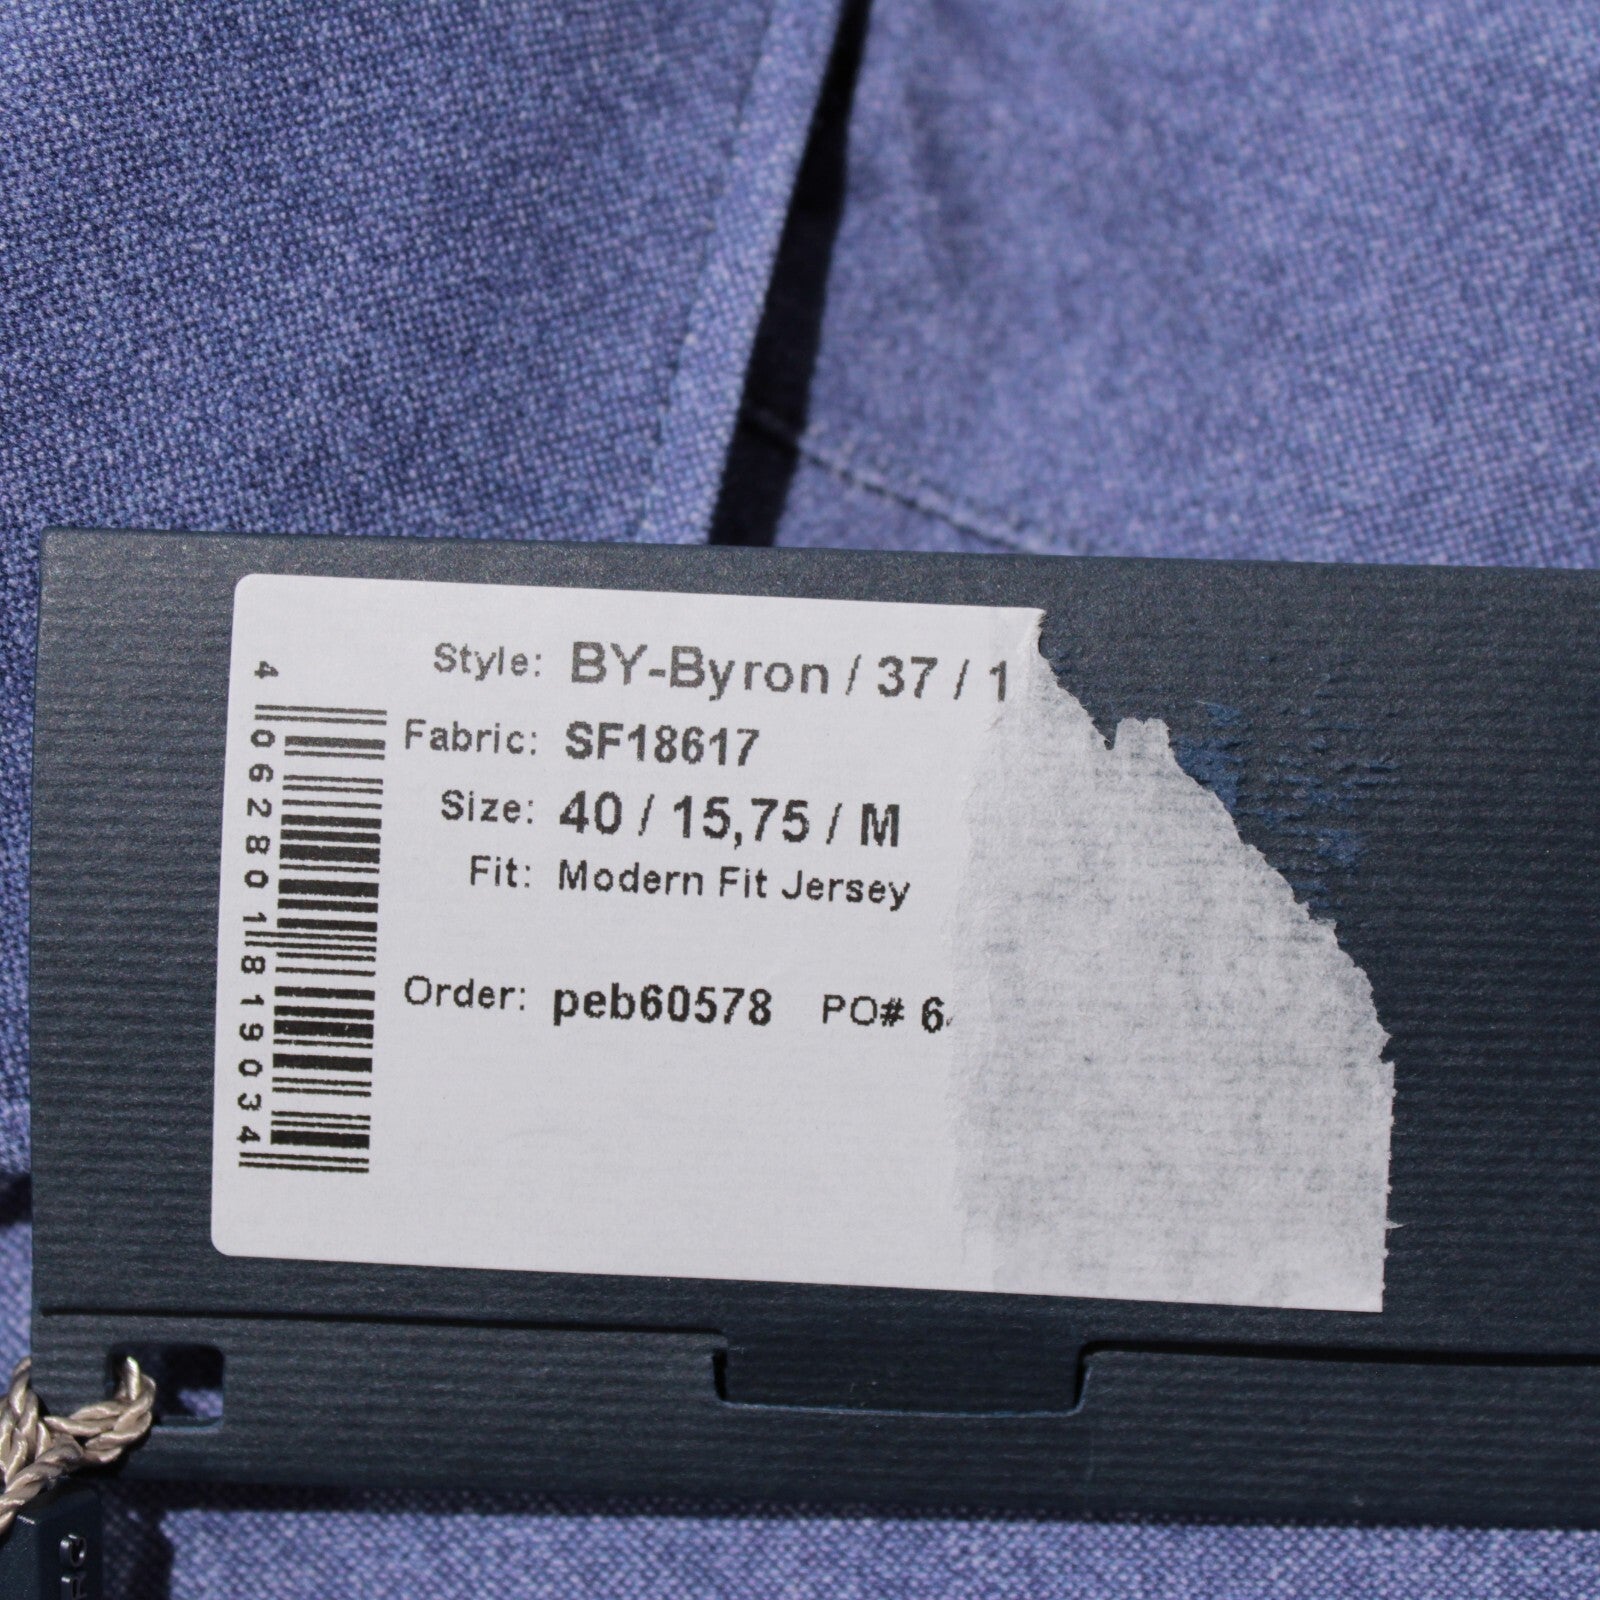 Style: BY-Byron / 37 / 1
Fabric: SF18617
Size: 40 / 15,75 / M
Fit: Modern Fit Jersey
Order: peb60578 PO# 6
4 062801 819034